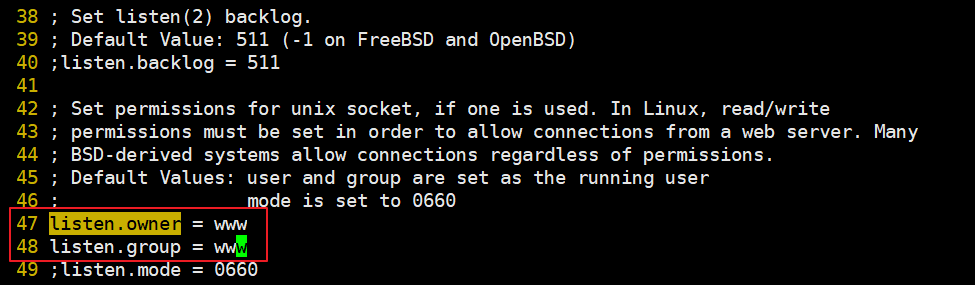 38 ; Set listen(2) backlog.
39 ; Default Value: 511 (-1 on FreeBSD and OpenBSD)
40 ;listen.backlog = 511
41
42 ; Set permissions for unix socket, if one is used. In Linux, read/write
43 ; permissions must be set in order to allow connections from a web server. Many
44 ; BSD-derived systems allow connections regardless of permissions.
45 ; Default Values: user and group are set as the running user
46 ;                 mode is set to 0660
47 listen.owner = www
48 listen.group = www
49 ;listen.mode = 0660